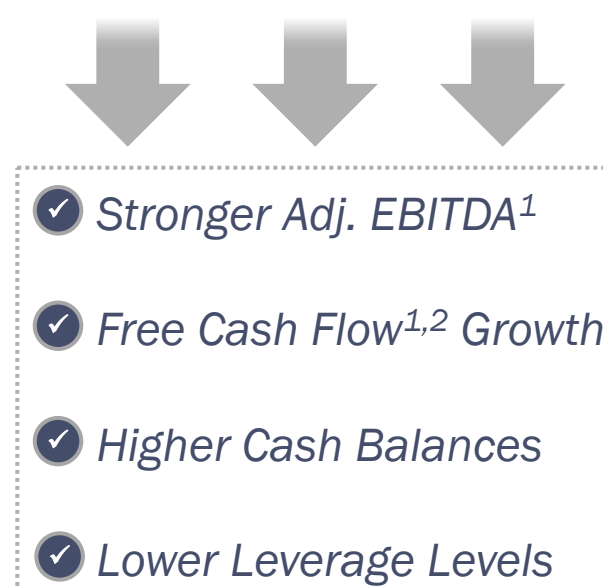 Stronger Adj. EBITDA1
Free Cash Flow1,2 Growth
Higher Cash Balances
Lower Leverage Levels